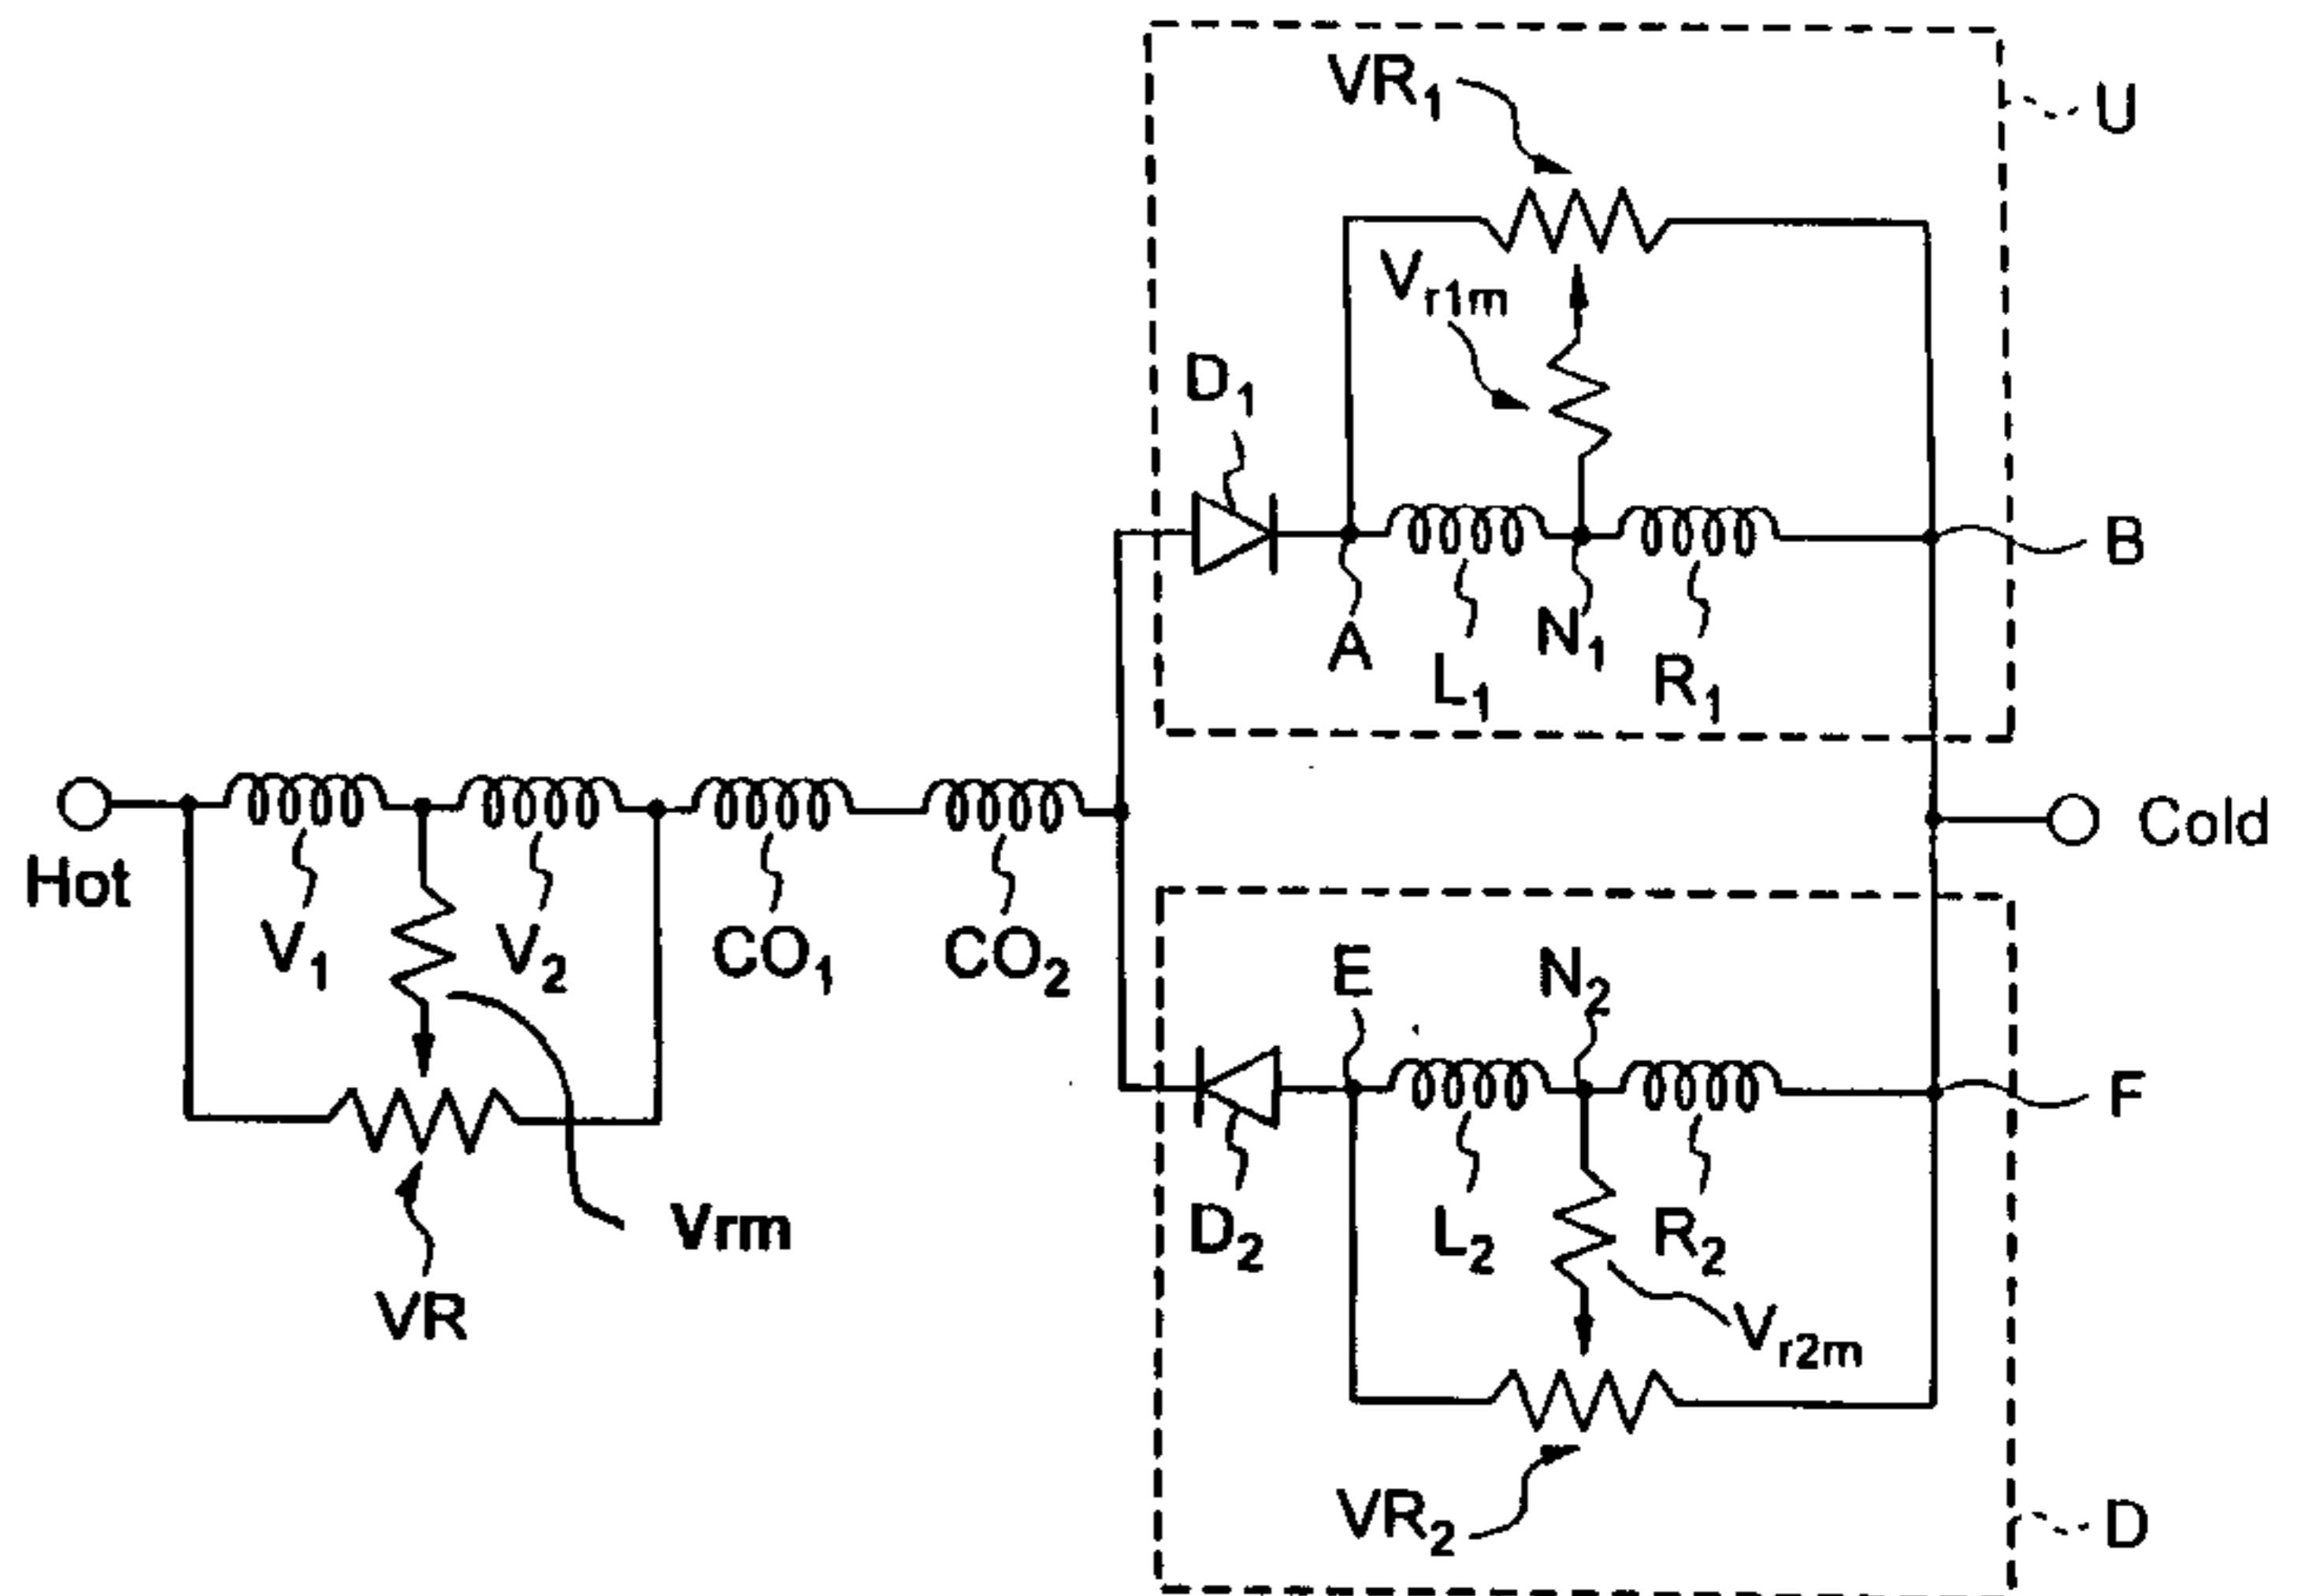 VR₁
U
Vr1m
D₁
B
A
N₁
L₁
R₁
Hot
Cold
V₁
V₂
CO₁
CO₂
E
N₂
F
Vrm
D₂
L₂
R₂
VR
Vr2m
VR₂
D